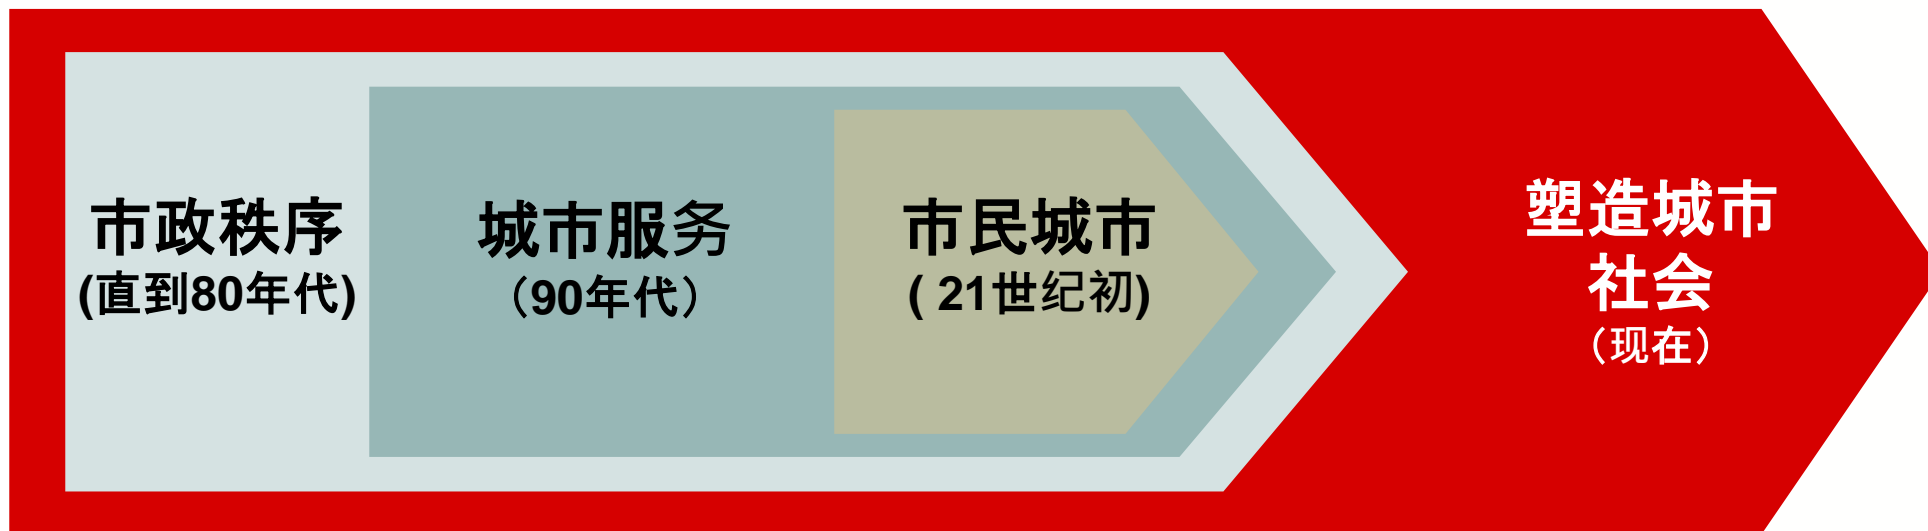 市政秩序
(直到80年代)
城市服务
（90年代）
市民城市
( 21世纪初)
塑造城市
社会
（现在）